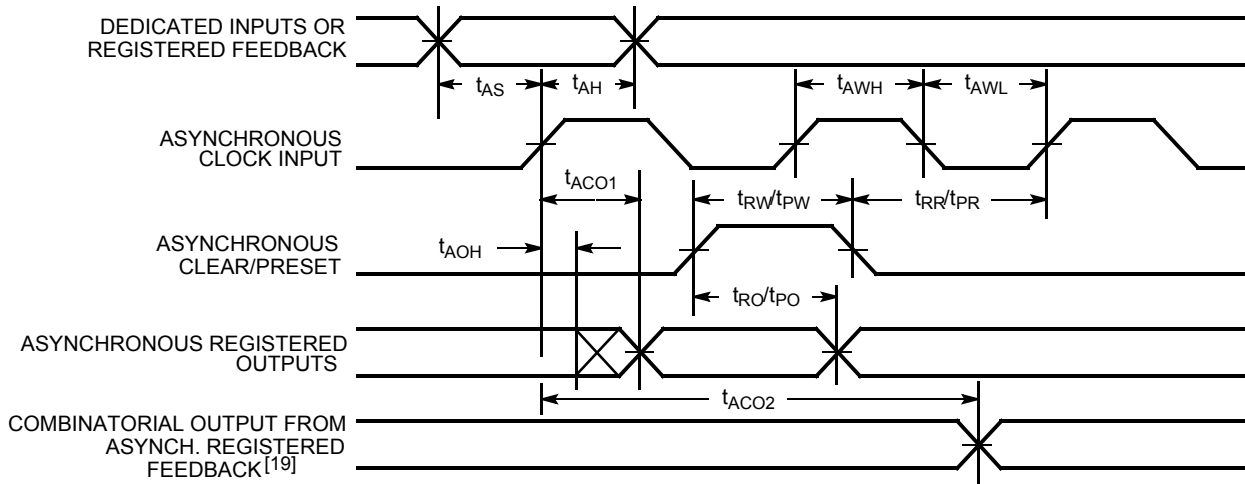 DEDICATED INPUTS OR
REGISTERED FEEDBACK
tAS
tAH
tAWH
tAWL
ASYNCHRONOUS
CLOCK INPUT
tACO1
tRW/tPW
tRR/tPR
ASYNCHRONOUS
CLEAR/PRESET
tAOH
tRO/tPO
ASYNCHRONOUS REGISTERED
OUTPUTS
tACO2
COMBINATORIAL OUTPUT FROM
ASYNCH. REGISTERED
FEEDBACK[19]